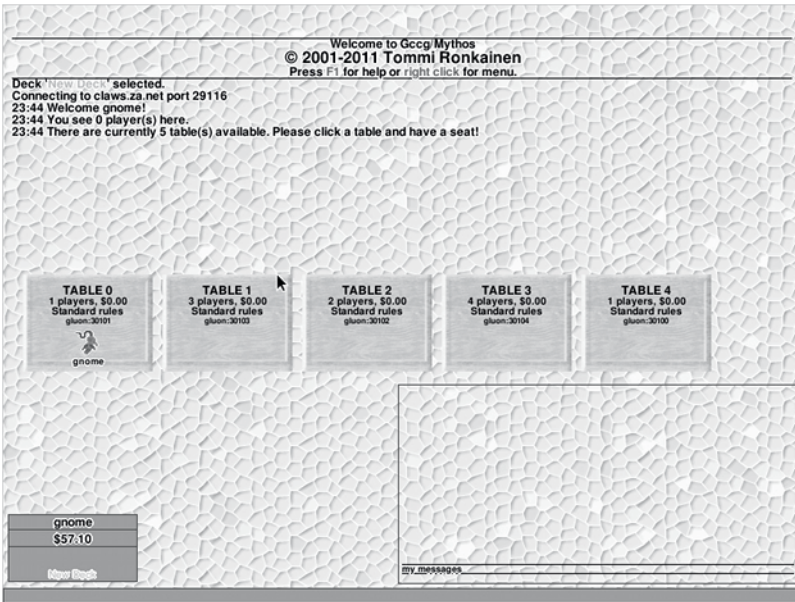 Welcome to Gccg/Mythos
© 2001-2011 Tommi Ronkainen
Press F1 for help or right click for menu.
Deck 'New Deck' selected.
Connecting to claws.za.net port 29116
23:44 Welcome gnome!
23:44 You see 0 player(s) here.
23:44 There are currently 5 table(s) available. Please click a table and have a seat!
TABLE 0
1 players, $0.00
Standard rules
gluon:30101
gnome
TABLE 1
3 players, $0.00
Standard rules
gluon:30103
TABLE 2
2 players, $0.00
Standard rules
gluon:30102
TABLE 3
4 players, $0.00
Standard rules
gluon:30104
TABLE 4
1 players, $0.00
Standard rules
gluon:30100
gnome
$57.10
New Deck
my messages